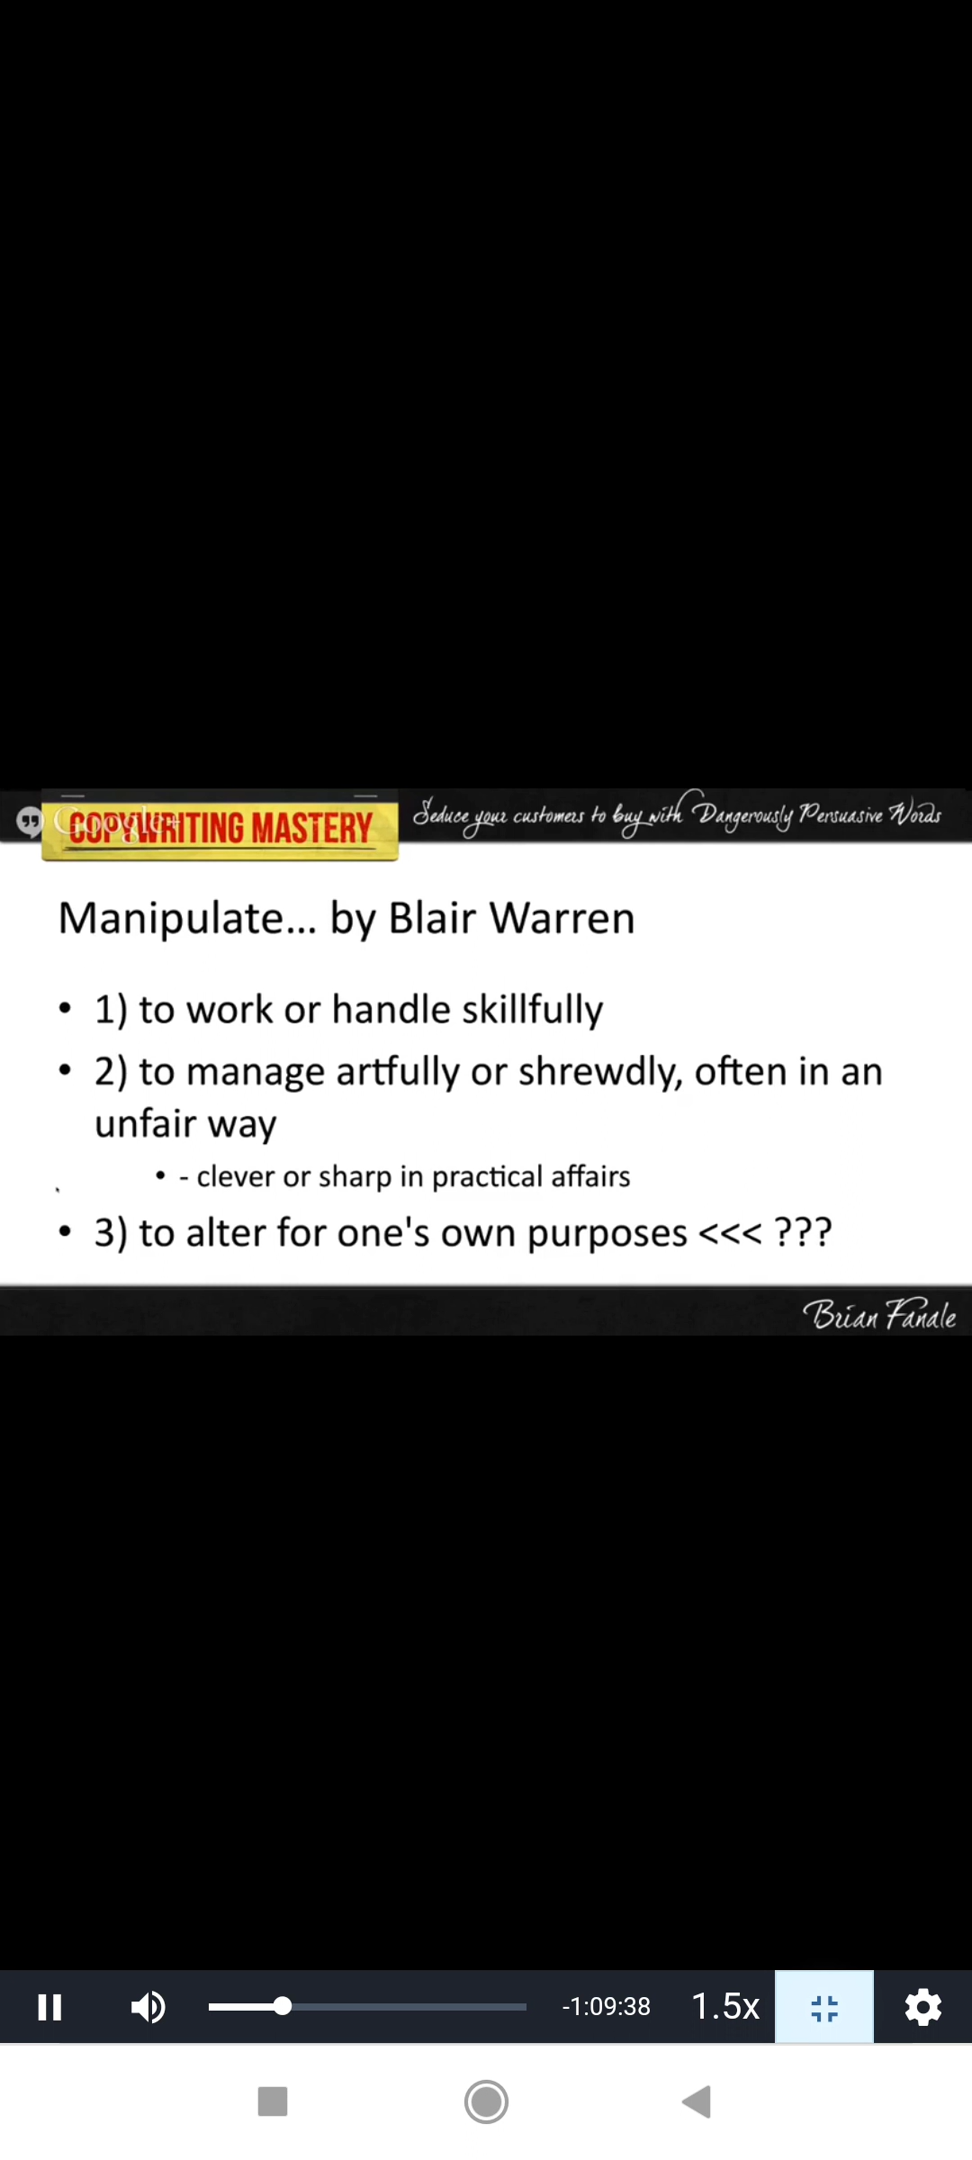 Google+
COPYWRITING MASTERY
Seduce your customers to buy with Dangerously Persuasive Words
Manipulate... by Blair Warren
• 1) to work or handle skillfully
• 2) to manage artfully or shrewdly, often in an
unfair way
• - clever or sharp in practical affairs
• 3) to alter for one's own purposes <<< ???
Brian Fanale
-1:09:38 1.5x